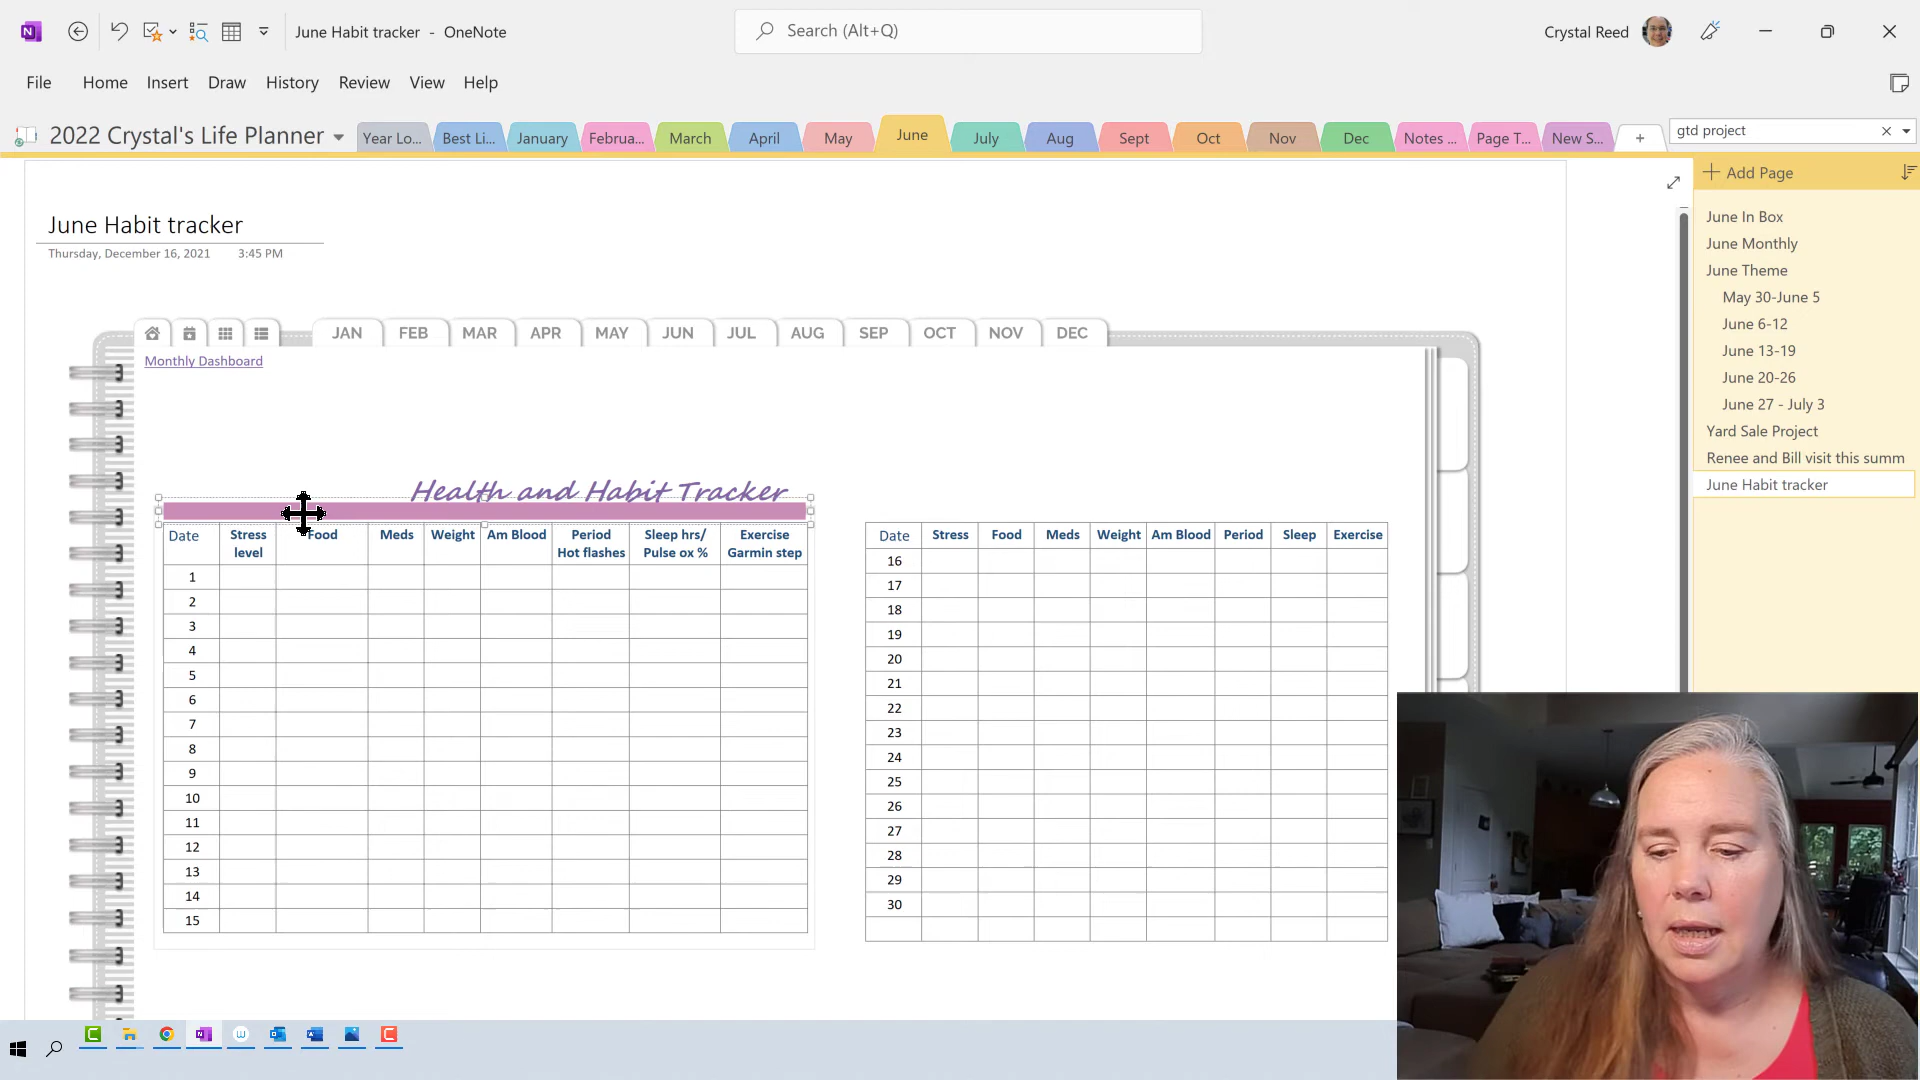 June Habit tracker - OneNote
Search (Alt+Q)
Crystal Reed
File Home Insert Draw History Review View Help
2022 Crystal's Life Planner
Year Lo... Best Li... January Februa... March April May June July Aug Sept Oct Nov Dec Notes ... Page T... New S... +
gtd project
Add Page
June In Box
June Monthly
June Theme
May 30-June 5
June 6-12
June 13-19
June 20-26
June 27 - July 3
Yard Sale Project
Renee and Bill visit this summ
June Habit tracker
June Habit tracker
Thursday, December 16, 2021 3:45 PM
JAN FEB MAR APR MAY JUN JUL AUG SEP OCT NOV DEC
Monthly Dashboard
Health and Habit Tracker
Date Stress Food Meds Weight Am Blood Period Sleep hrs/ Exercise
level Hot flashes Pulse ox % Garmin step
1
2
3
4
5
6
7
8
9
10
11
12
13
14
15
Date Stress Food Meds Weight Am Blood Period Sleep Exercise
16
17
18
19
20
21
22
23
24
25
26
27
28
29
30